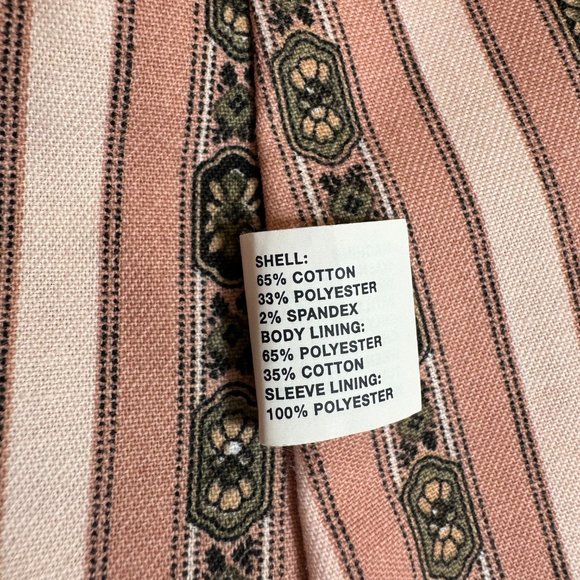 SHELL:
65% COTTON
33% POLYESTER
2% SPANDEX
BODY LINING:
65% POLYESTER
35% COTTON
SLEEVE LINING:
100% POLYESTER